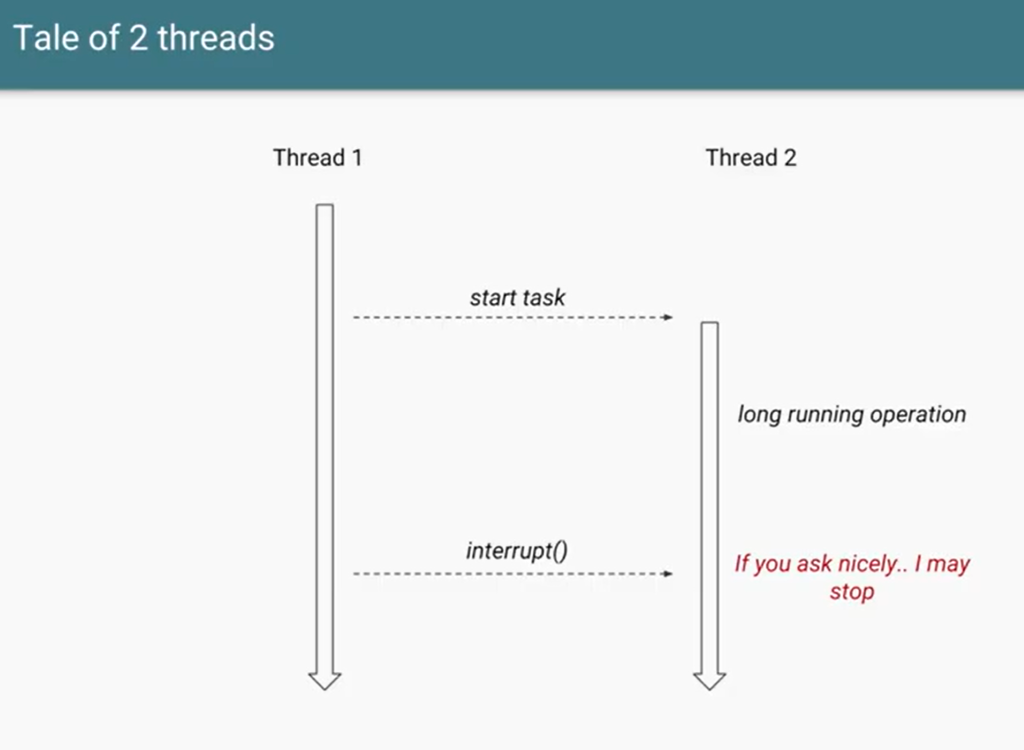 Tale of 2 threads
Thread 1
Thread 2
start task
long running operation
interrupt()
If you ask nicely.. I may
stop